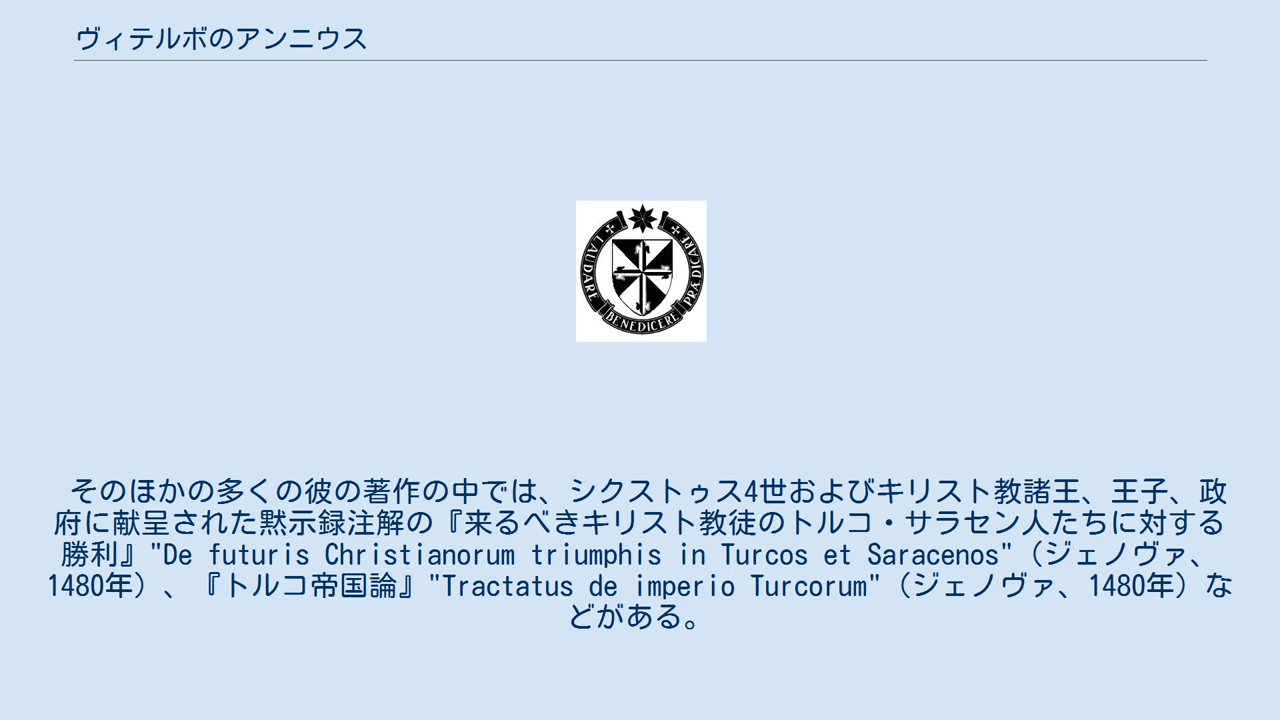 ヴィテルボのアンニウス
LAUDARE
BENEDICERE
PRÆDICARE
そのほかの多くの彼の著作の中では、シクストゥス4世およびキリスト教諸王、王子、政
府に献呈された黙示録注解の『来るべきキリスト教徒のトルコ・サラセン人たちに対する
勝利』"De futuris Christianorum triumphis in Turcos et Saracenos"（ジェノヴァ、
1480年）、『トルコ帝国論』"Tractatus de imperio Turcorum"（ジェノヴァ、1480年）な
どがある。